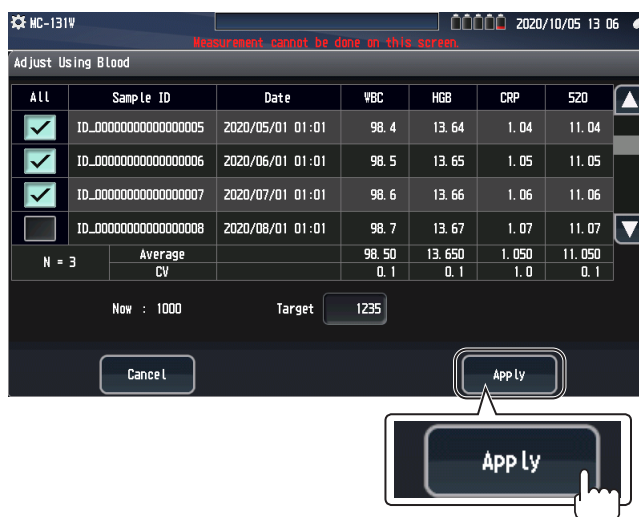 MC-131W 2020/10/05 13 06
Measurement cannot be done on this screen.
Adjust Using Blood
All Sample ID Date WBC HGB CRP 520
ID_0000000000000005 2020/05/01 01:01 98.4 13.64 1.04 11.04
ID_0000000000000006 2020/06/01 01:01 98.5 13.65 1.05 11.05
ID_0000000000000007 2020/07/01 01:01 98.6 13.66 1.06 11.06
ID_0000000000000008 2020/08/01 01:01 98.7 13.67 1.07 11.07
N = 3 Average 98.50 13.650 1.050 11.050
CV 0.1 0.1 1.0 0.1
Now : 1000 Target 1235
Cancel Apply
Apply